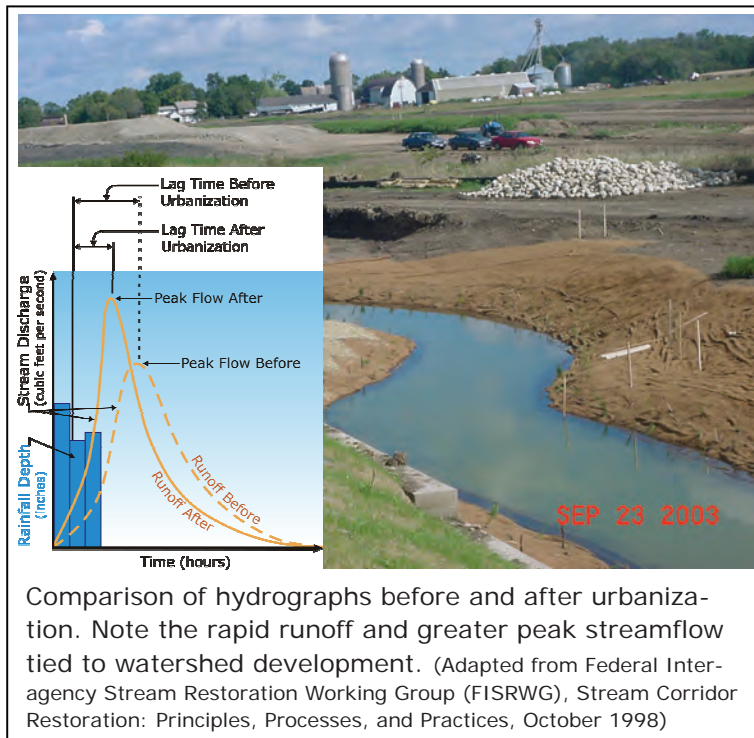 Lag Time Before
Urbanization
Lag Time After
Urbanization
Peak Flow After
Peak Flow Before
Stream Discharge
(cubic feet per second)
Rainfall Depth
(inches)
Runoff Before
Runoff After
Time (hours)
SEP 23 2003
Comparison of hydrographs before and after urbaniza-
tion. Note the rapid runoff and greater peak streamflow
tied to watershed development. (Adapted from Federal Inter-
agency Stream Restoration Working Group (FISRWG), Stream Corridor
Restoration: Principles, Processes, and Practices, October 1998)